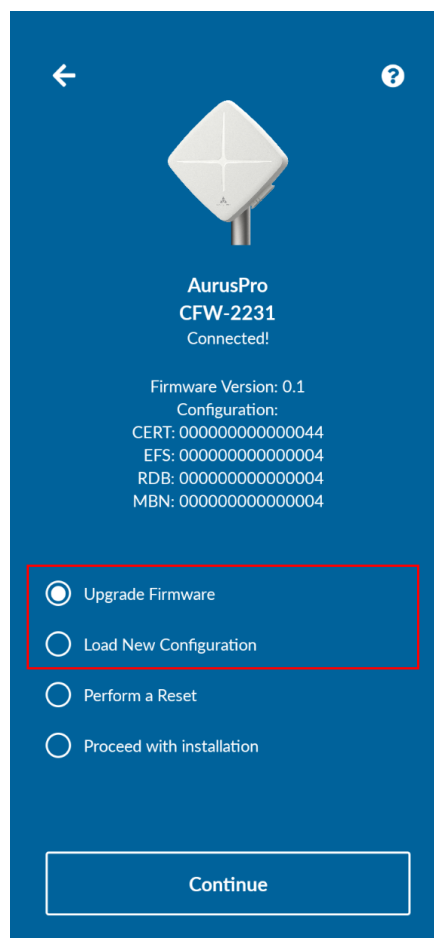 AurusPro
CFW-2231
Connected!
Firmware Version: 0.1
Configuration:
CERT: 000000000000044
EFS: 000000000000004
RDB: 000000000000004
MBN: 000000000000004
Upgrade Firmware
Load New Configuration
Perform a Reset
Proceed with installation
Continue